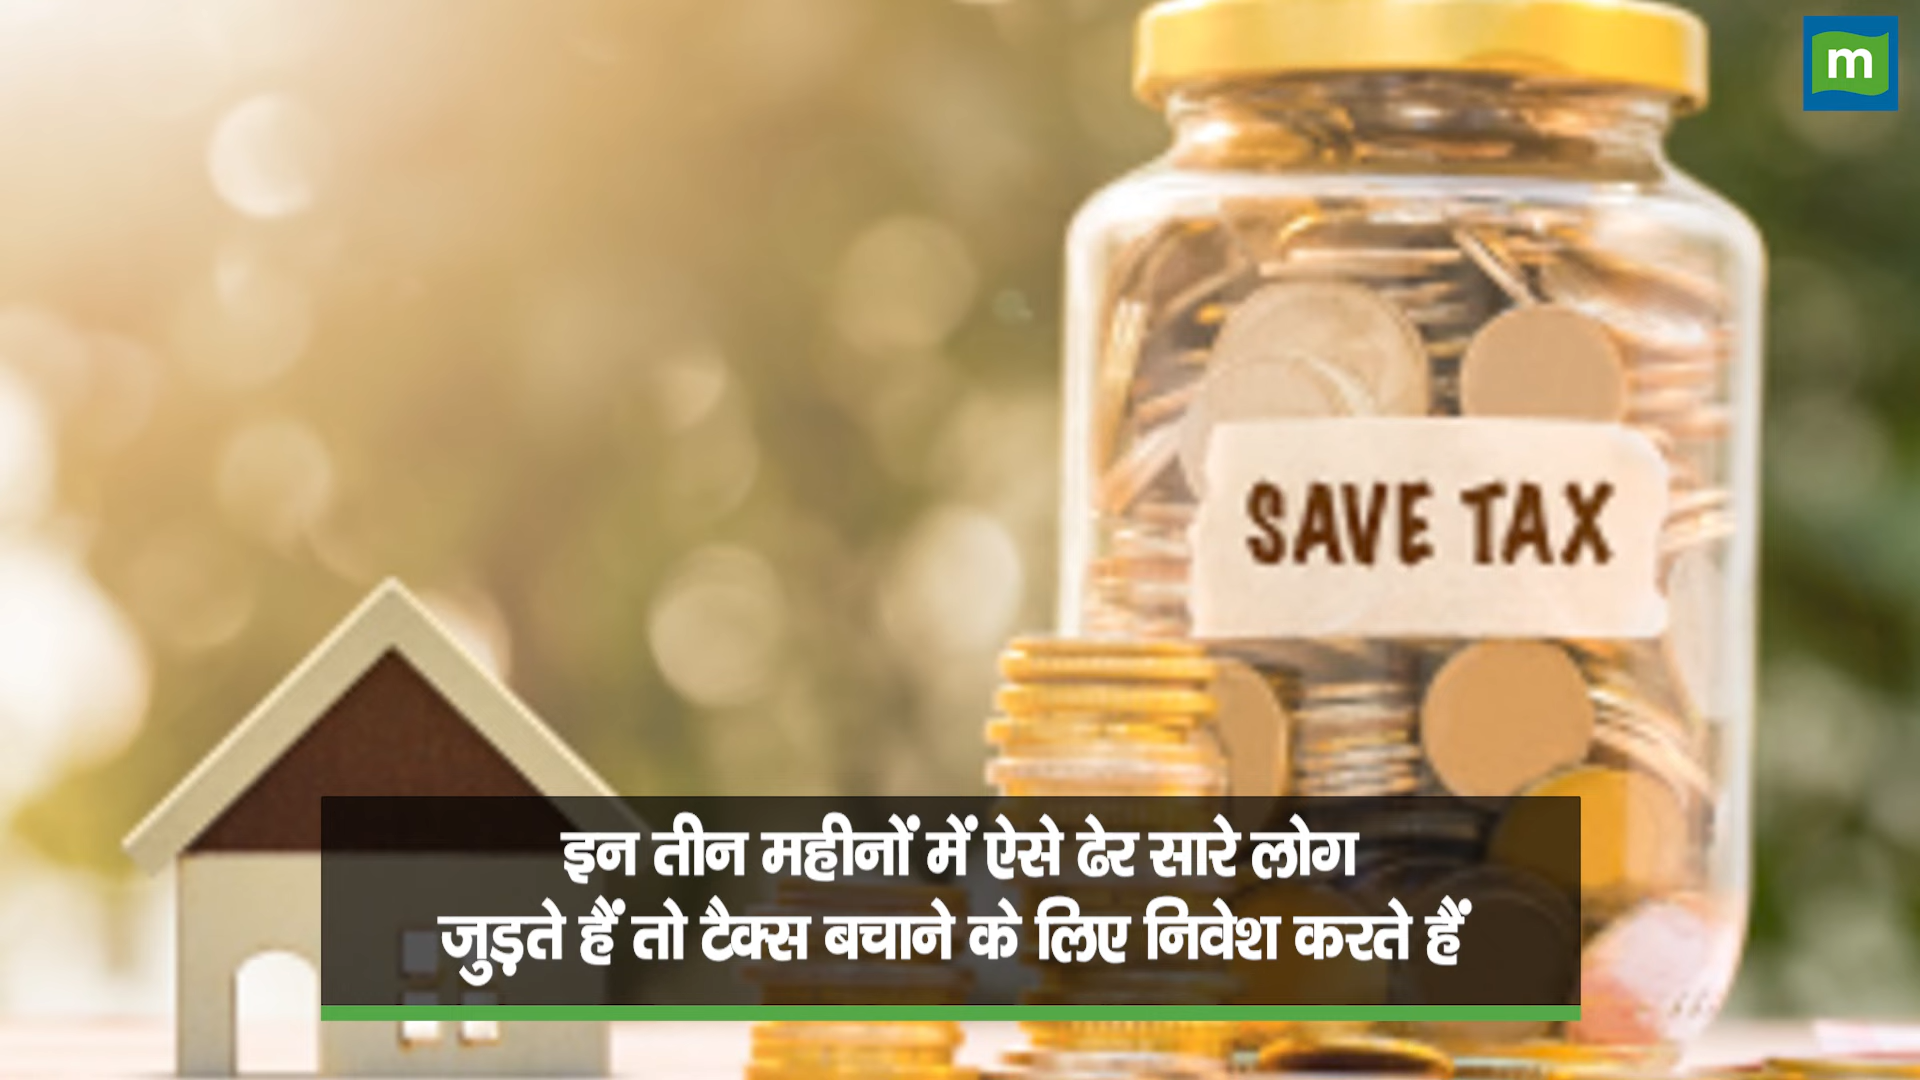 m
SAVE TAX
इन तीन महीनों में ऐसे ढेर सारे लोग
जुड़ते हैं तो टैक्स बचाने के लिए निवेश करते हैं